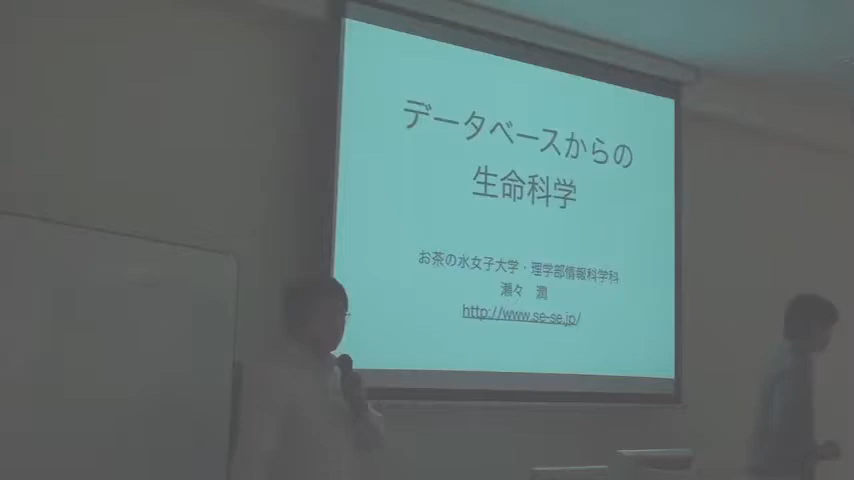 データベースからの
生命科学
お茶の水女子大学・理学部情報科学科
瀬々 潤
http://www.se-se.jp/